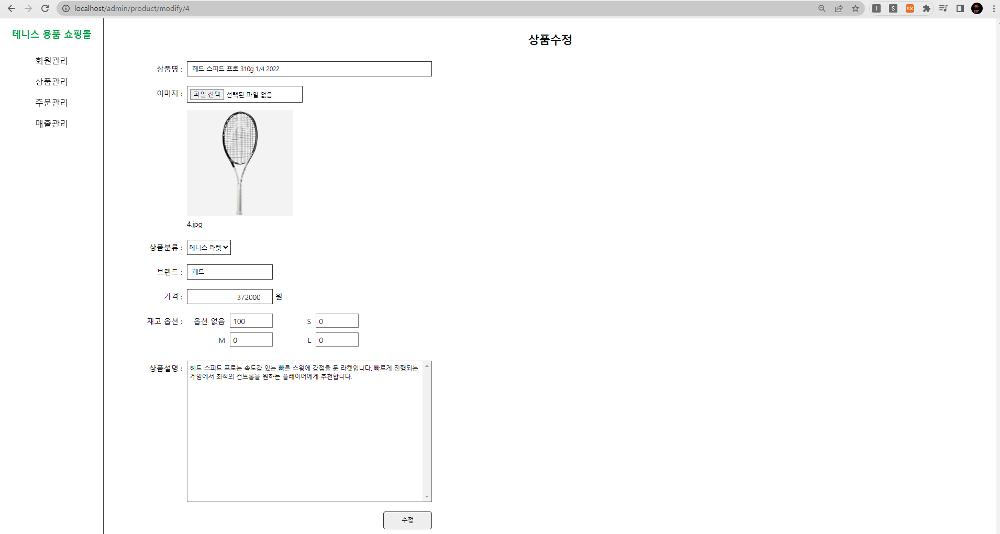 localhost/admin/product/modify/4
I S EX
테니스 용품 쇼핑몰
회원관리
상품관리
주문관리
매출관리
상품수정
상품명 : 헤드 스피드 프로 310g 1/4 2022
이미지 : 파일 선택 선택된 파일 없음
4.jpg
상품분류 : 테니스 라켓
브랜드 : 헤드
가격 : 372000 원
재고 옵션 : 옵션 없음 100 S 0
M 0 L 0
상품설명 : 헤드 스피드 프로는 속도감 있는 빠른 스윙에 강점을 둔 라켓입니다. 빠르게 진행되는
게임에서 최적의 컨트롤을 원하는 플레이어에게 추천합니다.
수정